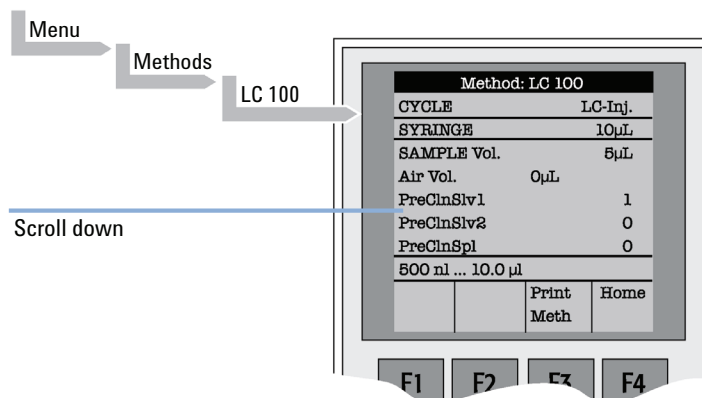 Menu
Methods
LC 100
Scroll down
Method: LC 100
CYCLE LC-Inj.
SYRINGE 10µL
SAMPLE Vol. 5µL
Air Vol. 0µL
PreClnSlv1 1
PreClnSlv2 0
PreClnSpl 0
500 nl ... 10.0 µl
Print Home
Meth
F1 F2 F3 F4